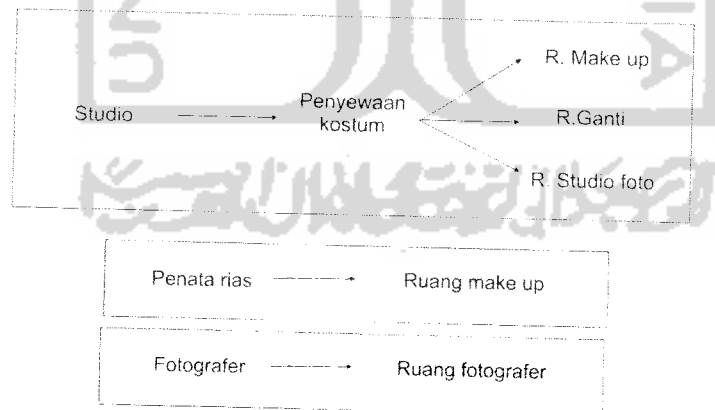 R. Make up
Studio
Penyewaan
kostum
R.Ganti
R. Studio foto
Penata rias
Ruang make up
Fotografer
Ruang fotografer